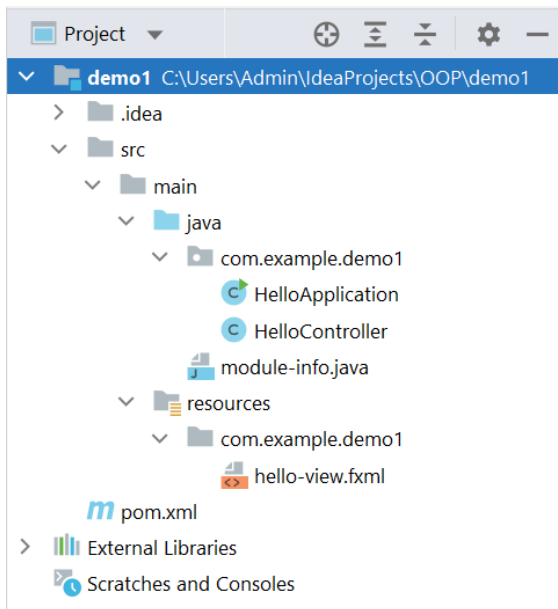 Project
demo1 C:\Users\Admin\IdeaProjects\OOP\demo1
.idea
src
main
java
com.example.demo1
C HelloApplication
C HelloController
J module-info.java
resources
com.example.demo1
<> hello-view.fxml
m pom.xml
External Libraries
Scratches and Consoles